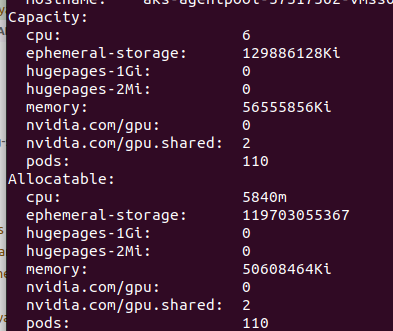 Capacity:
cpu: 6
ephemeral-storage: 129886128Ki
hugepages-1Gi: 0
hugepages-2Mi: 0
memory: 56555856Ki
nvidia.com/gpu: 0
nvidia.com/gpu.shared: 2
pods: 110
Allocatable:
cpu: 5840m
ephemeral-storage: 119703055367
hugepages-1Gi: 0
hugepages-2Mi: 0
memory: 50608464Ki
nvidia.com/gpu: 0
nvidia.com/gpu.shared: 2
pods: 110